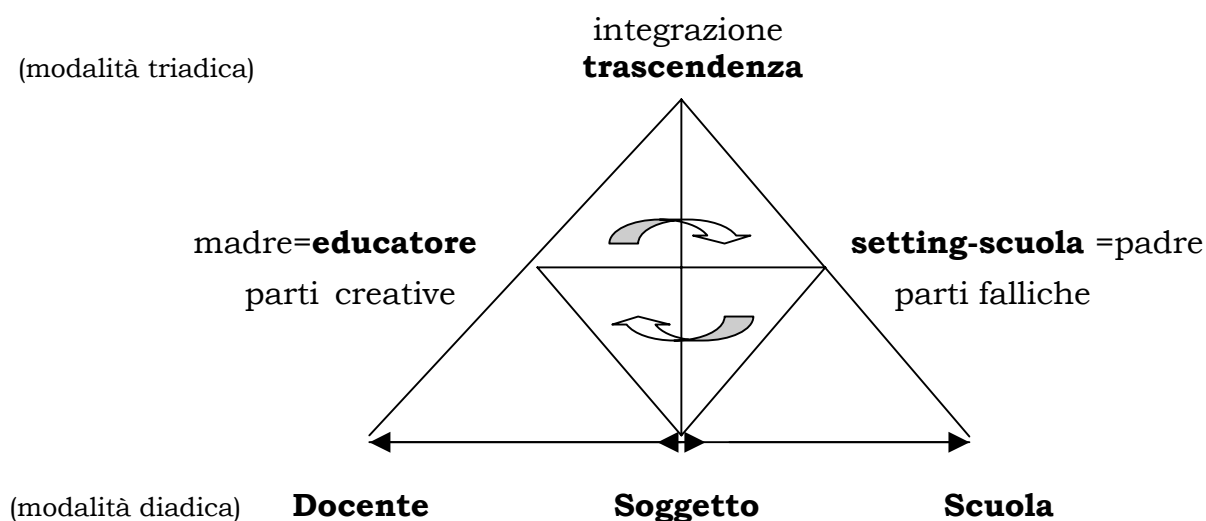 integrazione
(modalità triadica) trascendenza
madre=educatore setting-scuola =padre
parti creative parti falliche
(modalità diadica) Docente Soggetto Scuola